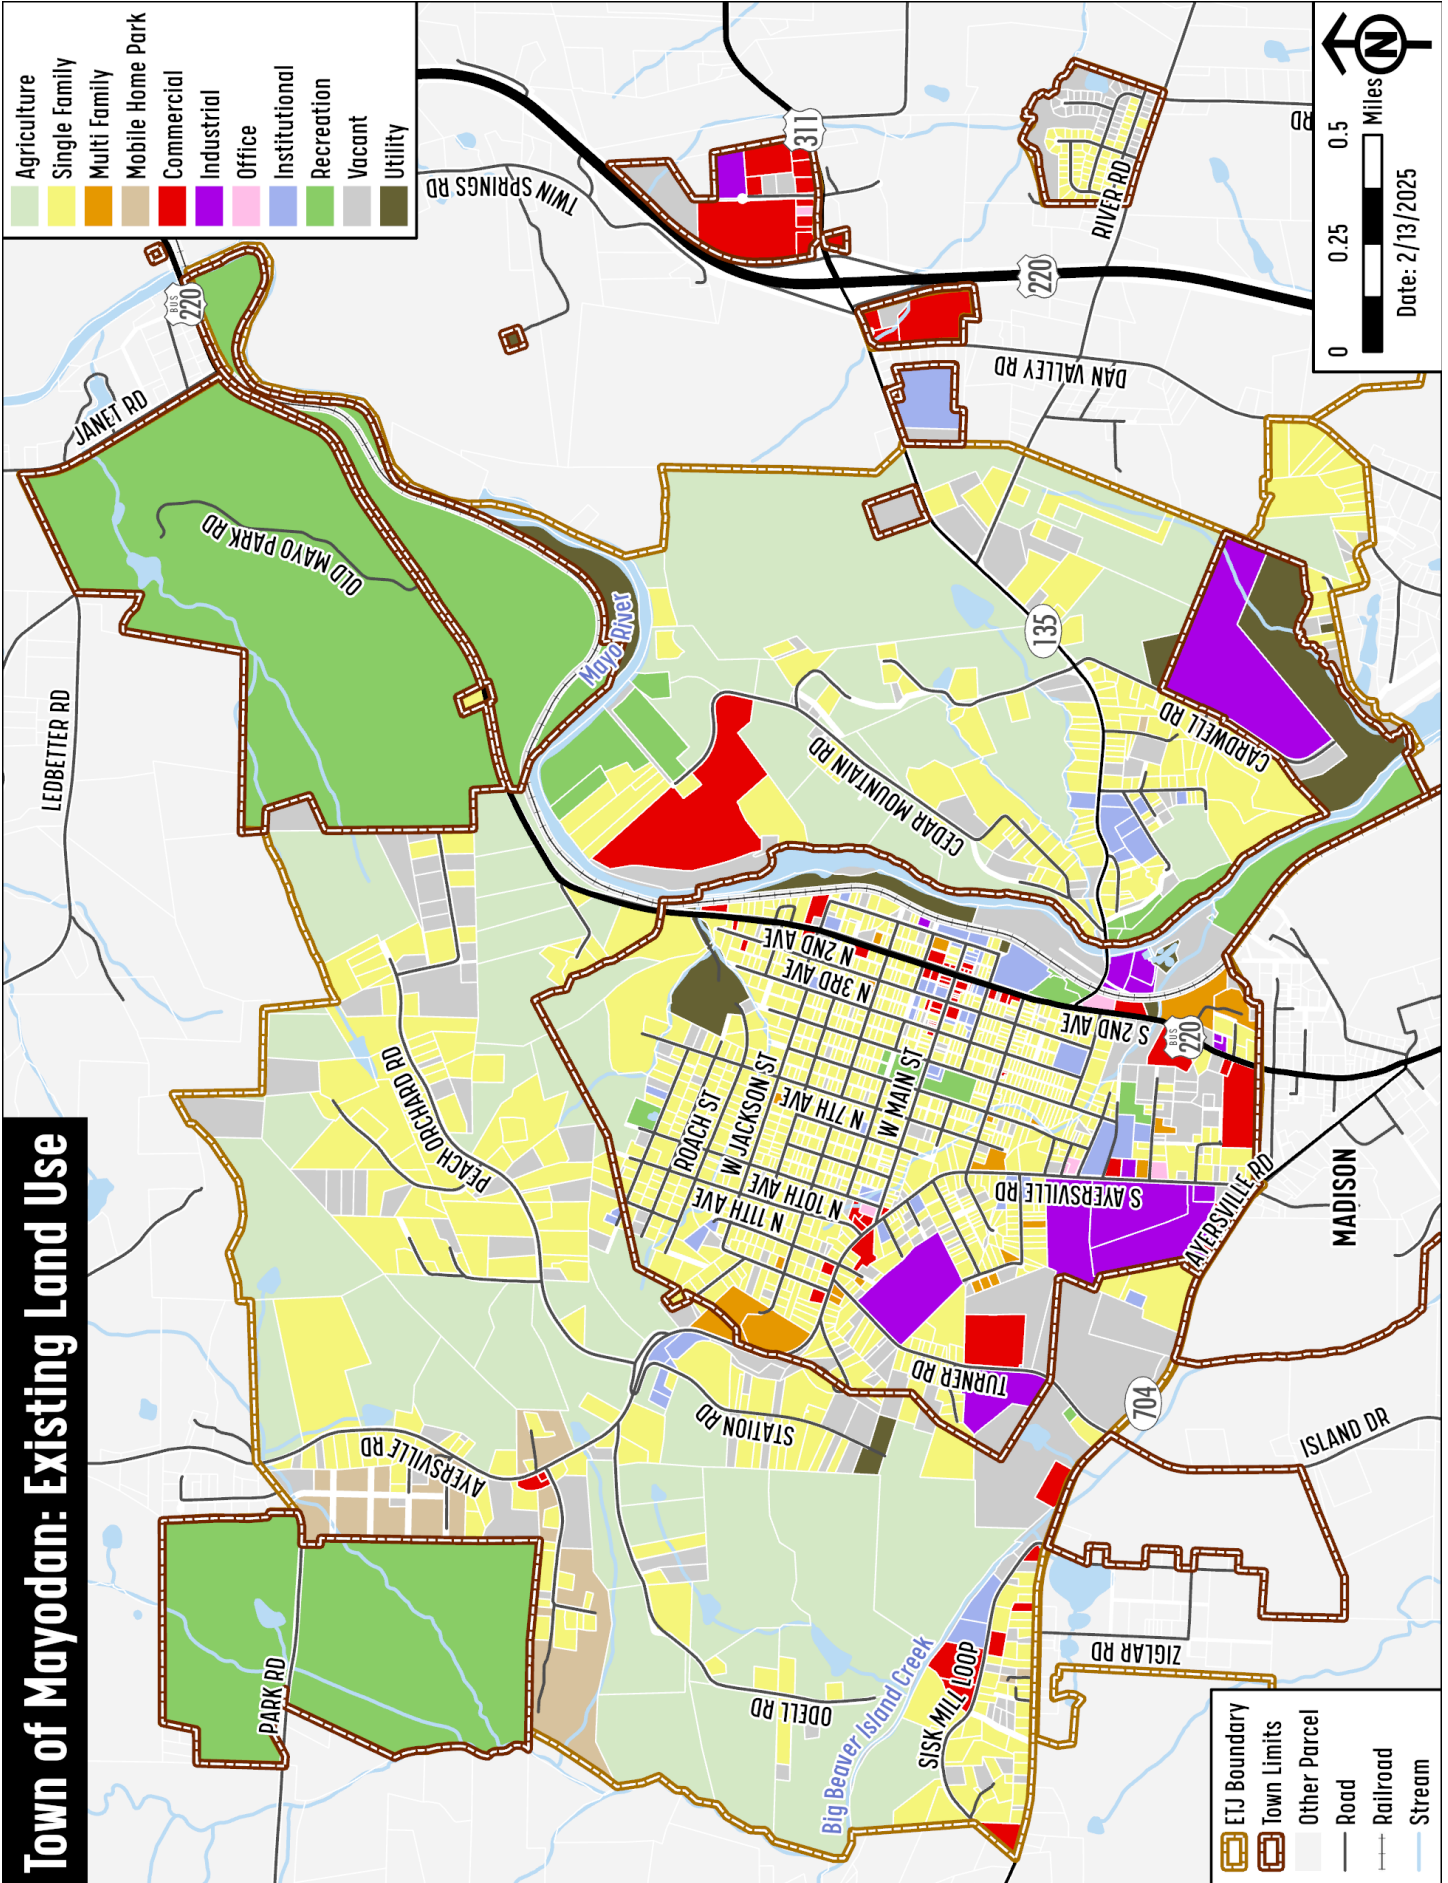 Town of Mayodan: Existing Land Use
Agriculture
Single Family
Multi Family
Mobile Home Park
Commercial
Industrial
Office
Institutional
Recreation
Vacant
Utility
ETJ Boundary
Town Limits
Other Parcel
Road
Railroad
Stream
N
0 0.25 0.5 Miles
Date: 2/13/2025
PARK RD
AYERSVILLE RD
LEDBETTER RD
JANET RD
BUS
220
OLD MAYO PARK RD
TWIN SPRINGS RD
311
220
RIVER RD
RD
DAN VALLEY RD
PEACH ORCHARD RD
Mayo River
CEDAR MOUNTAIN RD
135
CARDWELL RD
ODELL RD
Big Beaver Island Creek
SISK MILL LOOP
STATION RD
TURNER RD
ROACH ST
W JACKSON ST
W MAIN ST
N 2ND AVE
N 3RD AVE
N 7TH AVE
N 10TH AVE
N 11TH AVE
S 2ND AVE
S AYERSVILLE RD
BUS
220
AYERSVILLE RD
704
ZIGLAR RD
ISLAND DR
MADISON